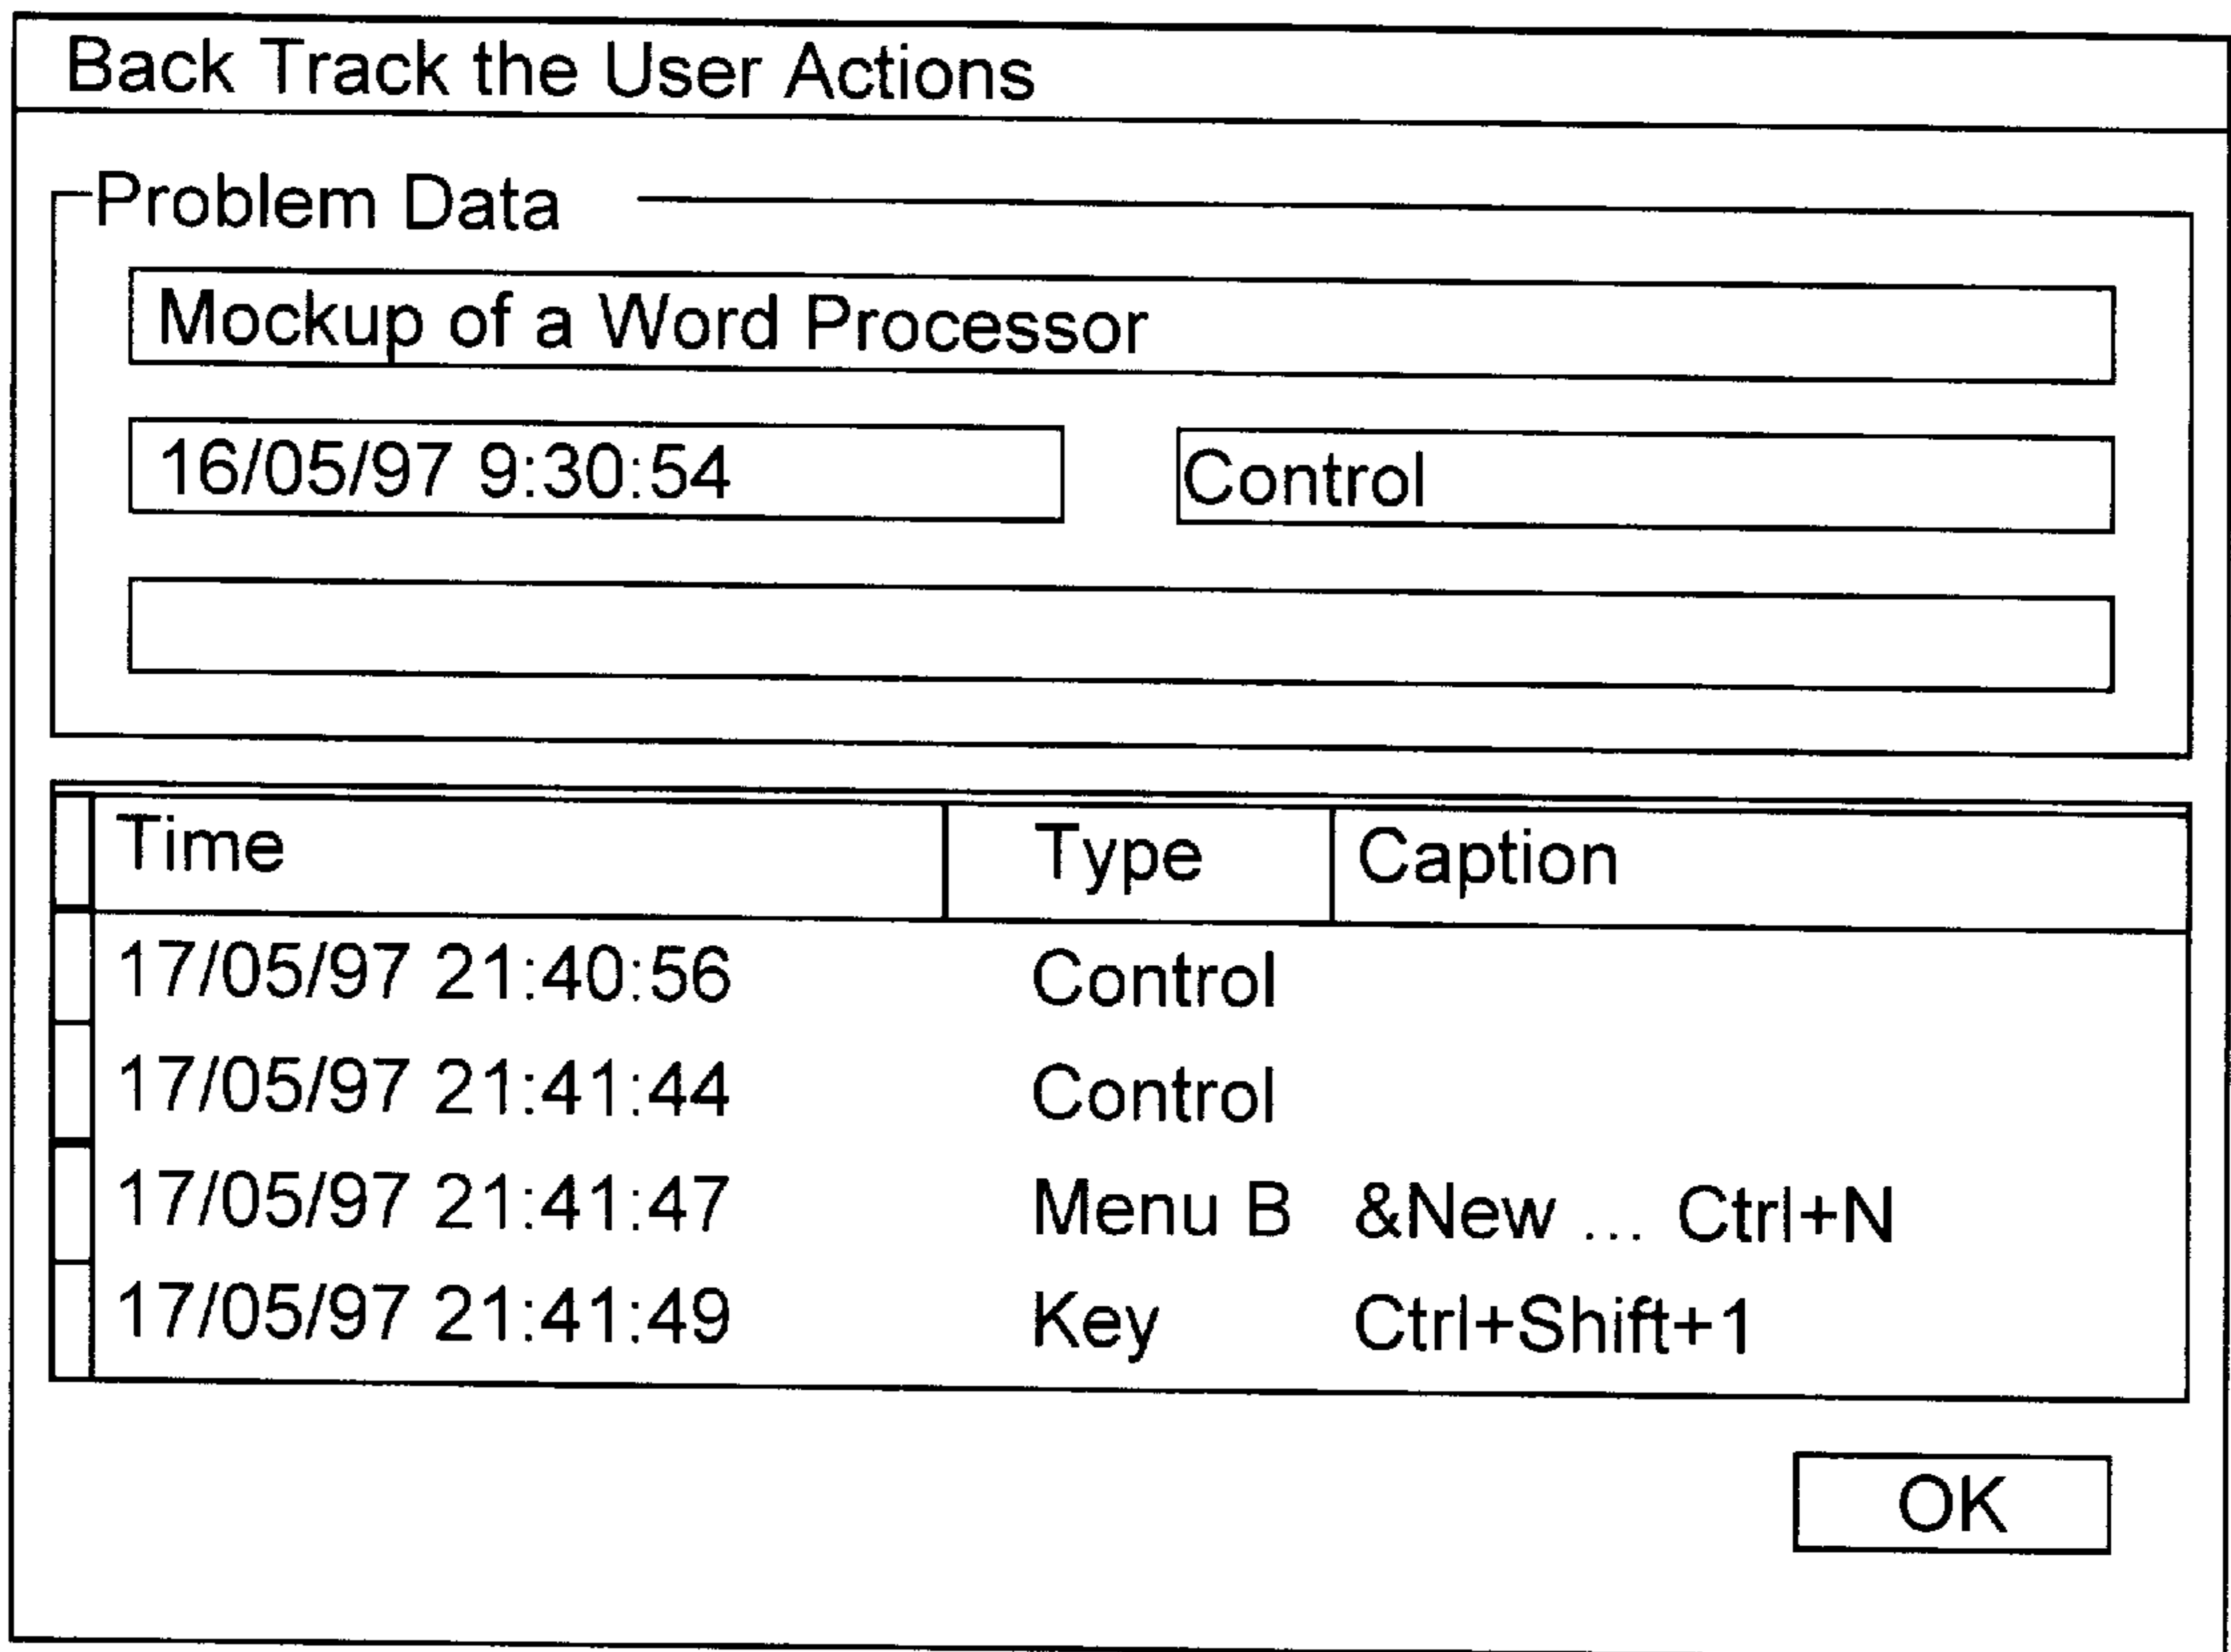 Back Track the User Actions
Problem Data
Mockup of a Word Processor
16/05/97 9:30:54 Control
Time Type Caption
17/05/97 21:40:56 Control
17/05/97 21:41:44 Control
17/05/97 21:41:47 Menu B &New ... Ctrl+N
17/05/97 21:41:49 Key Ctrl+Shift+1
OK